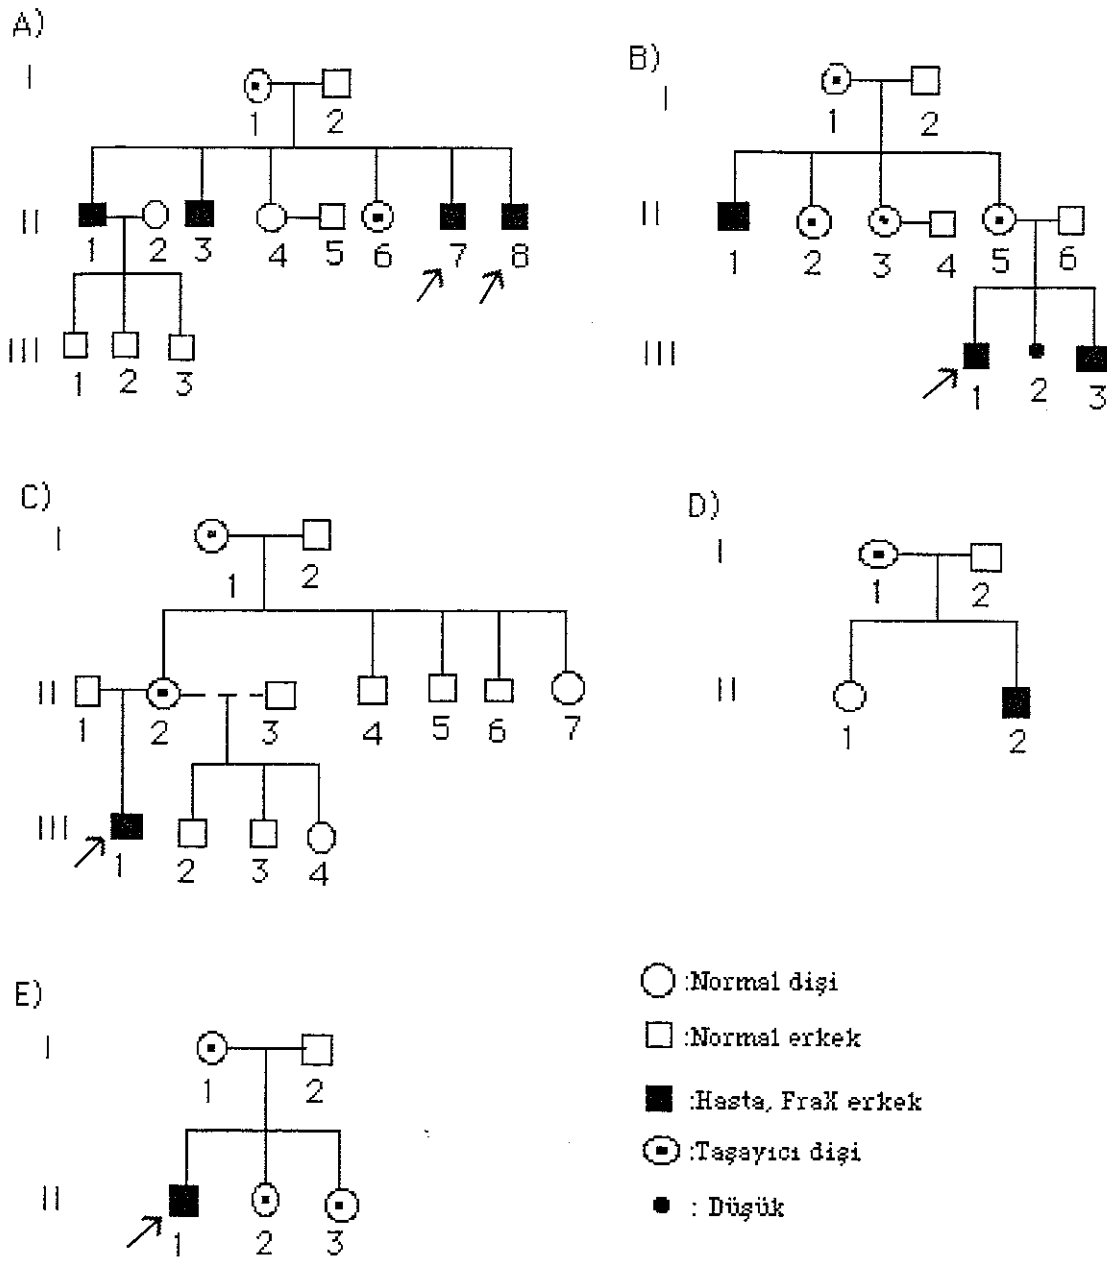 A)
I
1 2
II
1 2 3 4 5 6 7 8
III
1 2 3
B)
I
1 2
II
1 2 3 4 5 6
III
1 2 3
C)
I
1 2
II
1 2 3 4 5 6 7
III
1 2 3 4
D)
I
1 2
II
1 2
E)
I
1 2
II
1 2 3
:Normal dişi
:Normal erkek
:Hasta, FraX erkek
:Taşayıcı dişi
: Düşük